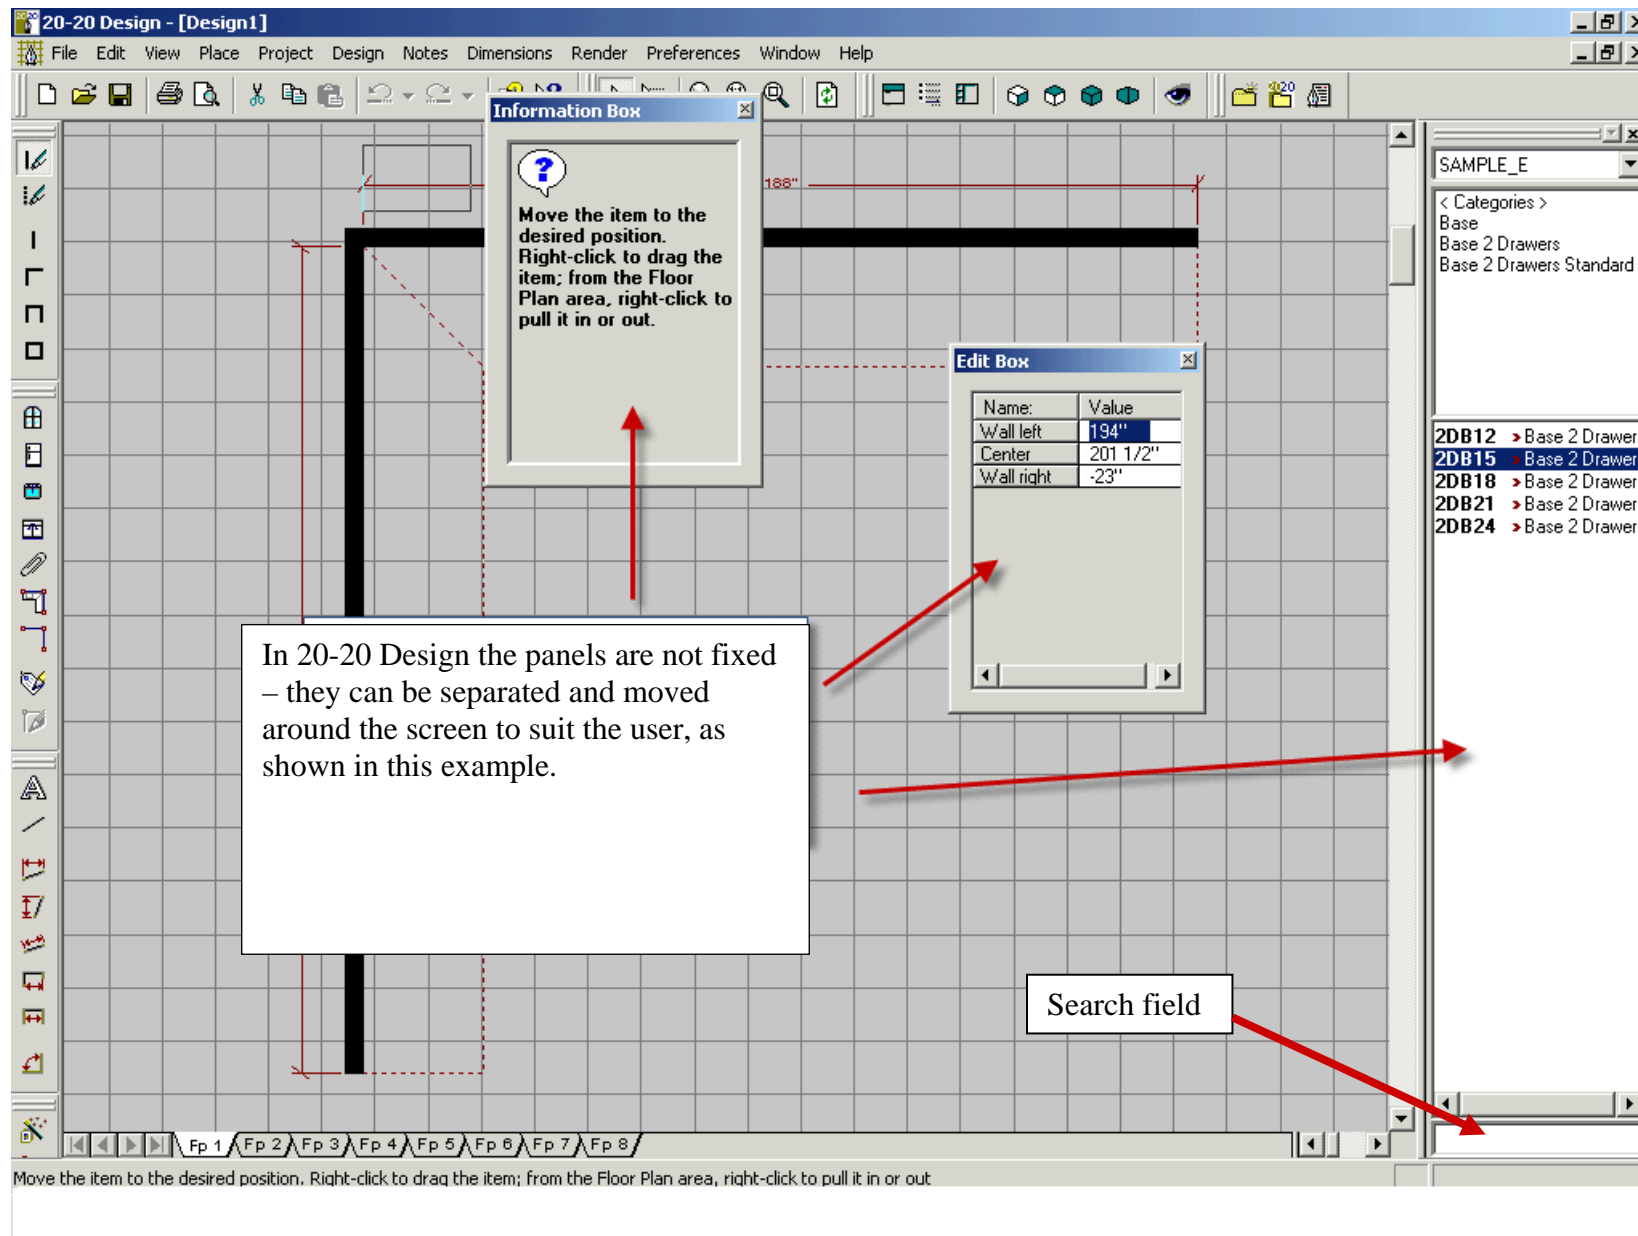 20-20 Design - [Design1]
File Edit View Place Project Design Notes Dimensions Render Preferences Window Help
Information Box
Move the item to the
desired position.
Right-click to drag the
item; from the Floor
Plan area, right-click to
pull it in or out.
188"
Edit Box
Name: Value
Wall left 194"
Center 201 1/2"
Wall right -23"
SAMPLE_E
< Categories >
Base
Base 2 Drawers
Base 2 Drawers Standard
2DB12 Base 2 Drawer
2DB15 Base 2 Drawer
2DB18 Base 2 Drawer
2DB21 Base 2 Drawer
2DB24 Base 2 Drawer
In 20-20 Design the panels are not fixed
– they can be separated and moved
around the screen to suit the user, as
shown in this example.
Search field
Fp 1 Fp 2 Fp 3 Fp 4 Fp 5 Fp 6 Fp 7 Fp 8
Move the item to the desired position. Right-click to drag the item; from the Floor Plan area, right-click to pull it in or out